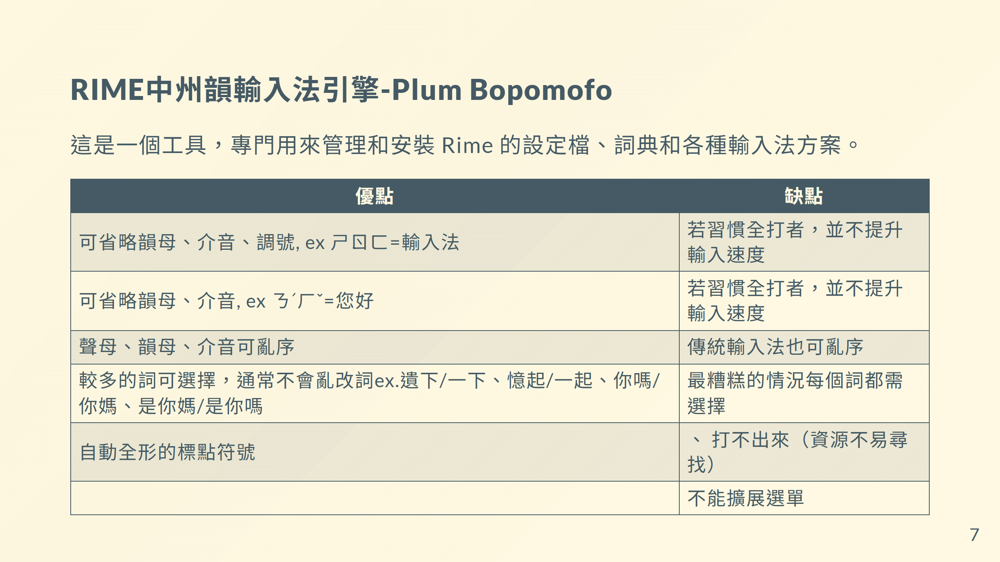 RIME中州韻輸入法引擎-Plum Bopomofo
這是一個工具，專門用來管理和安裝 Rime 的設定檔、詞典和各種輸入法方案。
優點
缺點
可省略韻母、介音、調號, ex ㄕㄖㄈ=輸入法
若習慣全打者，並不提升
輸入速度
可省略韻母、介音, ex ㄋˊㄏˇ=您好
若習慣全打者，並不提升
輸入速度
聲母、韻母、介音可亂序
傳統輸入法也可亂序
較多的詞可選擇，通常不會亂改詞ex.遺下/一下、憶起/一起、你嗎/
你媽、是你媽/是你嗎
最糟糕的情況每個詞都需
選擇
自動全形的標點符號
、 打不出來（資源不易尋
找）
不能擴展選單
7